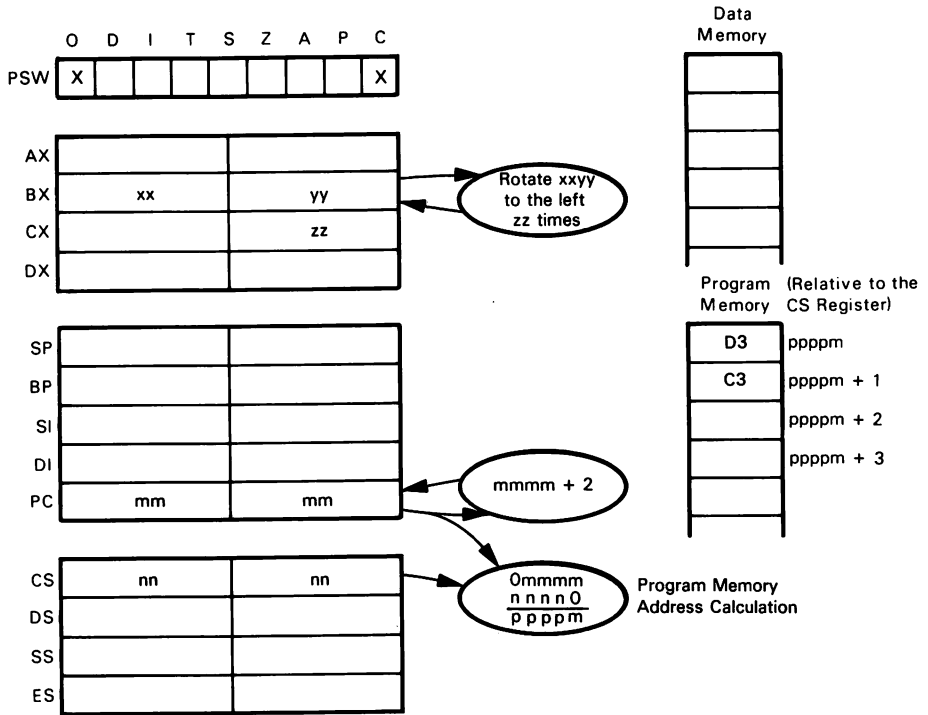 Data
Memory
O D I T S Z A P C
PSW X X
AX
BX xx yy
CX zz
DX
Rotate xxyy
to the left
zz times
Program (Relative to the
Memory CS Register)
D3 ppppm
C3 ppppm + 1
ppppm + 2
ppppm + 3
SP
BP
SI
DI
PC mm mm
mmmm + 2
CS nn nn
DS
SS
ES
0mmmm
nnnn0
ppppm
Program Memory
Address Calculation